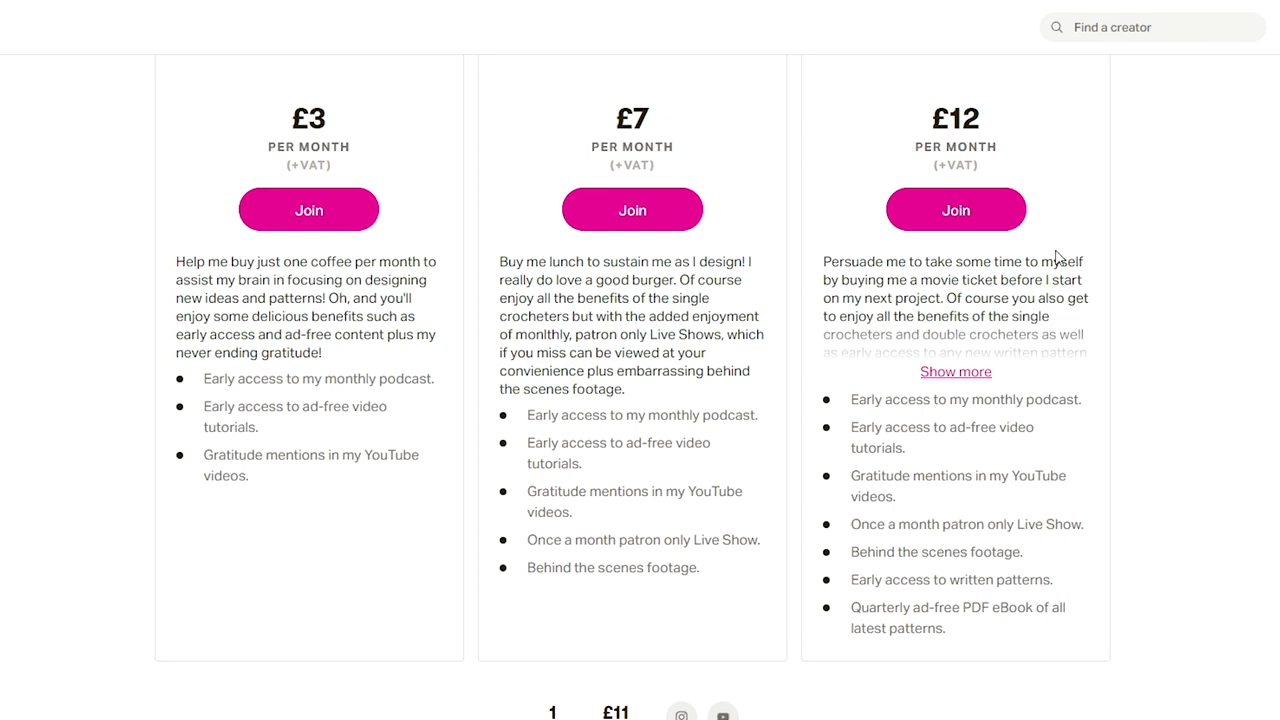 Find a creator
£3
PER MONTH
(+VAT)
Join
Help me buy just one coffee per month to
assist my brain in focusing on designing
new ideas and patterns! Oh, and you'll
enjoy some delicious benefits such as
early access and ad-free content plus my
never ending gratitude!
Early access to my monthly podcast.
Early access to ad-free video
tutorials.
Gratitude mentions in my YouTube
videos.
£7
PER MONTH
(+VAT)
Join
Buy me lunch to sustain me as I design! I
really do love a good burger. Of course
enjoy all the benefits of the single
crocheters but with the added enjoyment
of monlthly, patron only Live Shows, which
if you miss can be viewed at your
convienience plus embarrassing behind
the scenes footage.
Early access to my monthly podcast.
Early access to ad-free video
tutorials.
Gratitude mentions in my YouTube
videos.
Once a month patron only Live Show.
Behind the scenes footage.
£12
PER MONTH
(+VAT)
Join
Persuade me to take some time to myself
by buying me a movie ticket before I start
on my next project. Of course you also get
to enjoy all the benefits of the single
crocheters and double crocheters as well
as early access to any new written pattern
Show more
Early access to my monthly podcast.
Early access to ad-free video
tutorials.
Gratitude mentions in my YouTube
videos.
Once a month patron only Live Show.
Behind the scenes footage.
Early access to written patterns.
Quarterly ad-free PDF eBook of all
latest patterns.
1
£11